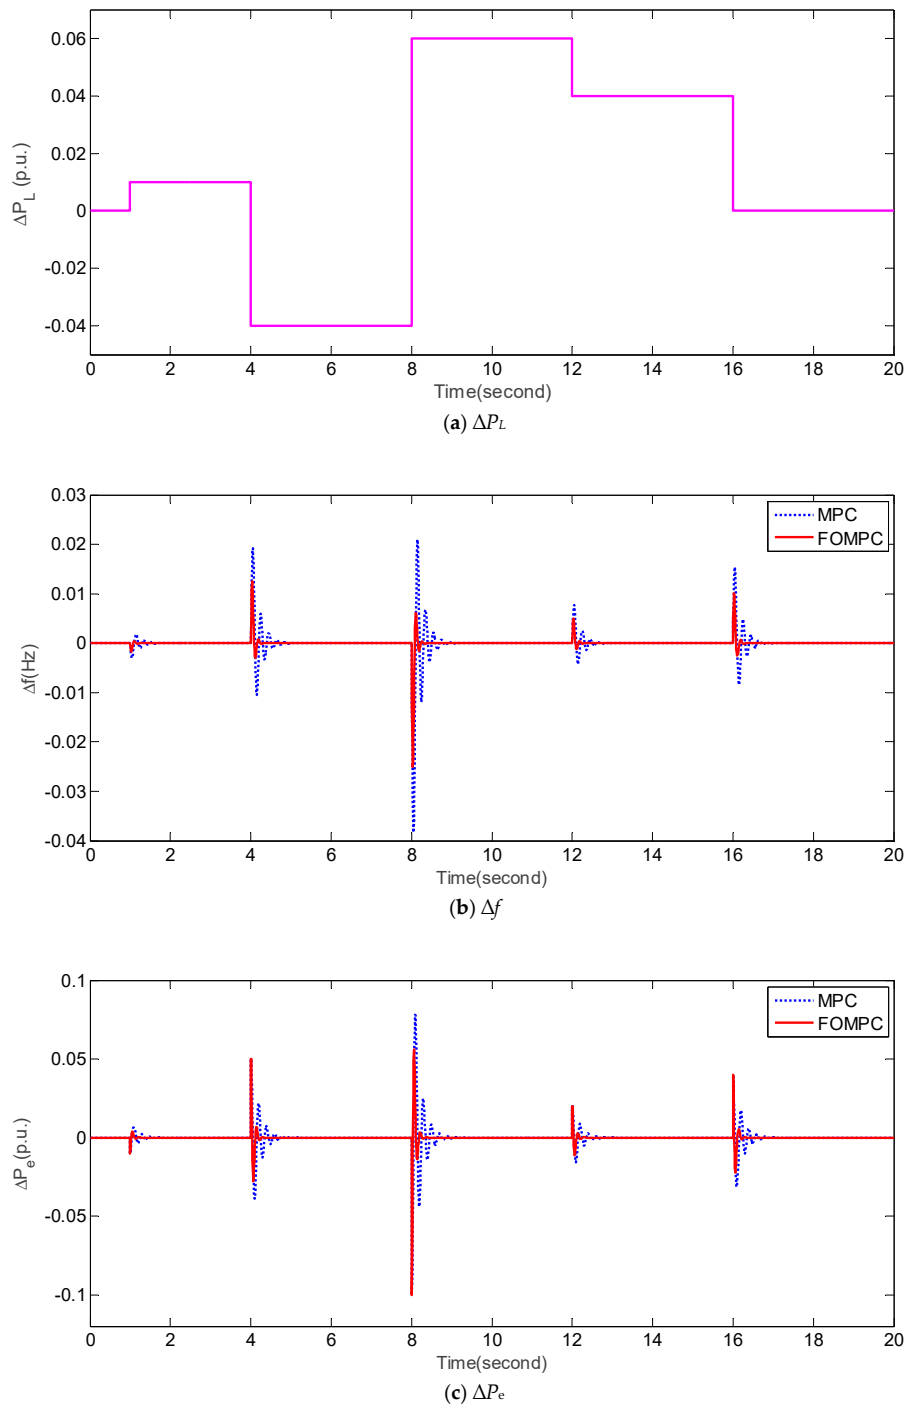 0.06
0.04
0.02
0
-0.02
-0.04
ΔP_L (p.u.)
0 2 4 6 8 10 12 14 16 18 20
Time(second)
(a) ΔP_L
0.03
0.02
0.01
0
-0.01
-0.02
-0.03
-0.04
Δf(Hz)
MPC
FOMPC
0 2 4 6 8 10 12 14 16 18 20
Time(second)
(b) Δf
0.1
0.05
0
-0.05
-0.1
ΔP_e(p.u.)
MPC
FOMPC
0 2 4 6 8 10 12 14 16 18 20
Time(second)
(c) ΔP_e